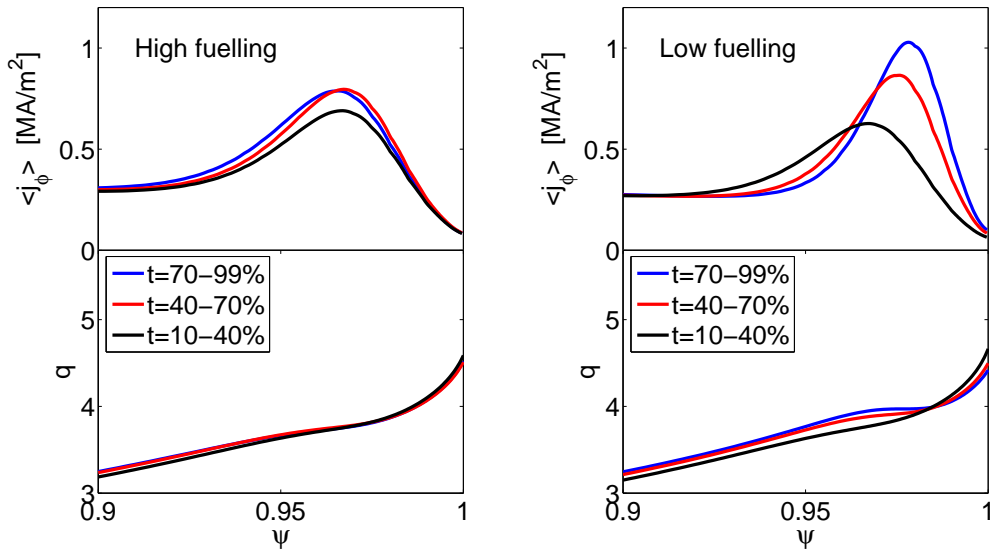 High fuelling
<jϕ> [MA/m²]
1
0.5
0
t=70−99%
t=40−70%
t=10−40%
q
5
4
3
0.9
0.95
1
ψ
Low fuelling
<jϕ> [MA/m²]
1
0.5
0
t=70−99%
t=40−70%
t=10−40%
q
5
4
3
0.9
0.95
1
ψ